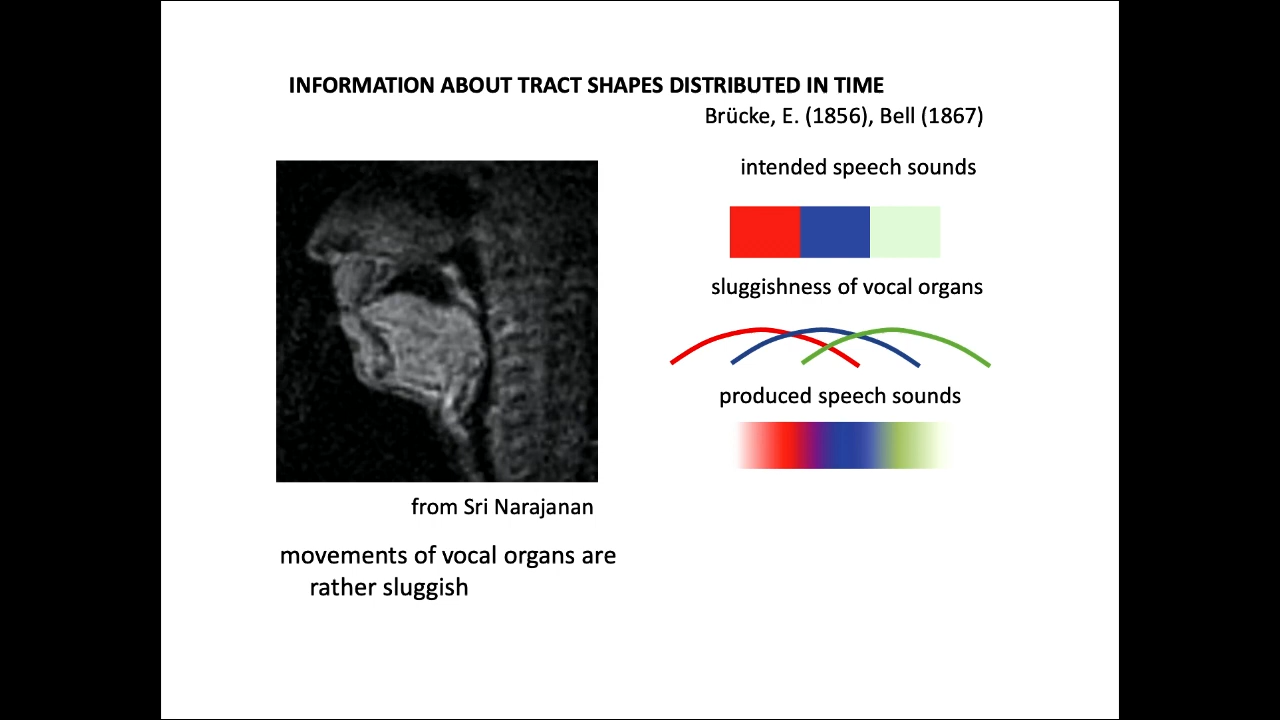 INFORMATION ABOUT TRACT SHAPES DISTRIBUTED IN TIME
Brücke, E. (1856), Bell (1867)
intended speech sounds
sluggishness of vocal organs
produced speech sounds
from Sri Narajanan
movements of vocal organs are
rather sluggish